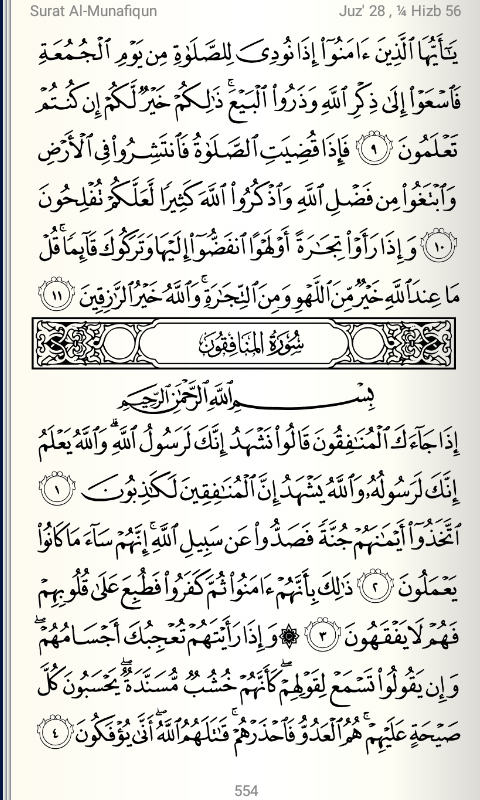 Surat Al-Munafiqun Juz' 28 , ¼ Hizb 56
يَٰٓأَيُّهَا ٱلَّذِينَ ءَامَنُوٓا۟ إِذَا نُودِىَ لِلصَّلَوٰةِ مِن يَوْمِ ٱلْجُمُعَةِ
فَٱسْعَوْا۟ إِلَىٰ ذِكْرِ ٱللَّهِ وَذَرُوا۟ ٱلْبَيْعَ ۚ ذَٰلِكُمْ خَيْرٌ لَّكُمْ إِن كُنتُمْ
تَعْلَمُونَ ٩ فَإِذَا قُضِيَتِ ٱلصَّلَوٰةُ فَٱنتَشِرُوا۟ فِى ٱلْأَرْضِ
وَٱبْتَغُوا۟ مِن فَضْلِ ٱللَّهِ وَٱذْكُرُوا۟ ٱللَّهَ كَثِيرًا لَّعَلَّكُمْ تُفْلِحُونَ
١٠ وَإِذَا رَأَوْا۟ تِجَٰرَةً أَوْ لَهْوًا ٱنفَضُّوٓا۟ إِلَيْهَا وَتَرَكُوكَ قَآئِمًا ۚ قُلْ
مَا عِندَ ٱللَّهِ خَيْرٌ مِّنَ ٱللَّهْوِ وَمِنَ ٱلتِّجَٰرَةِ ۚ وَٱللَّهُ خَيْرُ ٱلرَّٰزِقِينَ ١١
سُورَةُ المُنَافِقُونَ
بِسْمِ ٱللَّهِ ٱلرَّحْمَٰنِ ٱلرَّحِيمِ
إِذَا جَآءَكَ ٱلْمُنَٰفِقُونَ قَالُوا۟ نَشْهَدُ إِنَّكَ لَرَسُولُ ٱللَّهِ ۗ وَٱللَّهُ يَعْلَمُ
إِنَّكَ لَرَسُولُهُۥ وَٱللَّهُ يَشْهَدُ إِنَّ ٱلْمُنَٰفِقِينَ لَكَٰذِبُونَ ١
ٱتَّخَذُوٓا۟ أَيْمَٰنَهُمْ جُنَّةً فَصَدُّوا۟ عَن سَبِيلِ ٱللَّهِ ۚ إِنَّهُمْ سَآءَ مَا كَانُوا۟
يَعْمَلُونَ ٢ ذَٰلِكَ بِأَنَّهُمْ ءَامَنُوا۟ ثُمَّ كَفَرُوا۟ فَطُبِعَ عَلَىٰ قُلُوبِهِمْ
فَهُمْ لَا يَفْقَهُونَ ٣ ۞ وَإِذَا رَأَيْتَهُمْ تُعْجِبُكَ أَجْسَامُهُمْ ۖ
وَإِن يَقُولُوا۟ تَسْمَعْ لِقَوْلِهِمْ ۖ كَأَنَّهُمْ خُشُبٌ مُّسَنَّدَةٌ ۖ يَحْسَبُونَ كُلَّ
صَيْحَةٍ عَلَيْهِمْ ۚ هُمُ ٱلْعَدُوُّ فَٱحْذَرْهُمْ ۚ قَٰتَلَهُمُ ٱللَّهُ ۖ أَنَّىٰ يُؤْفَكُونَ ٤
554